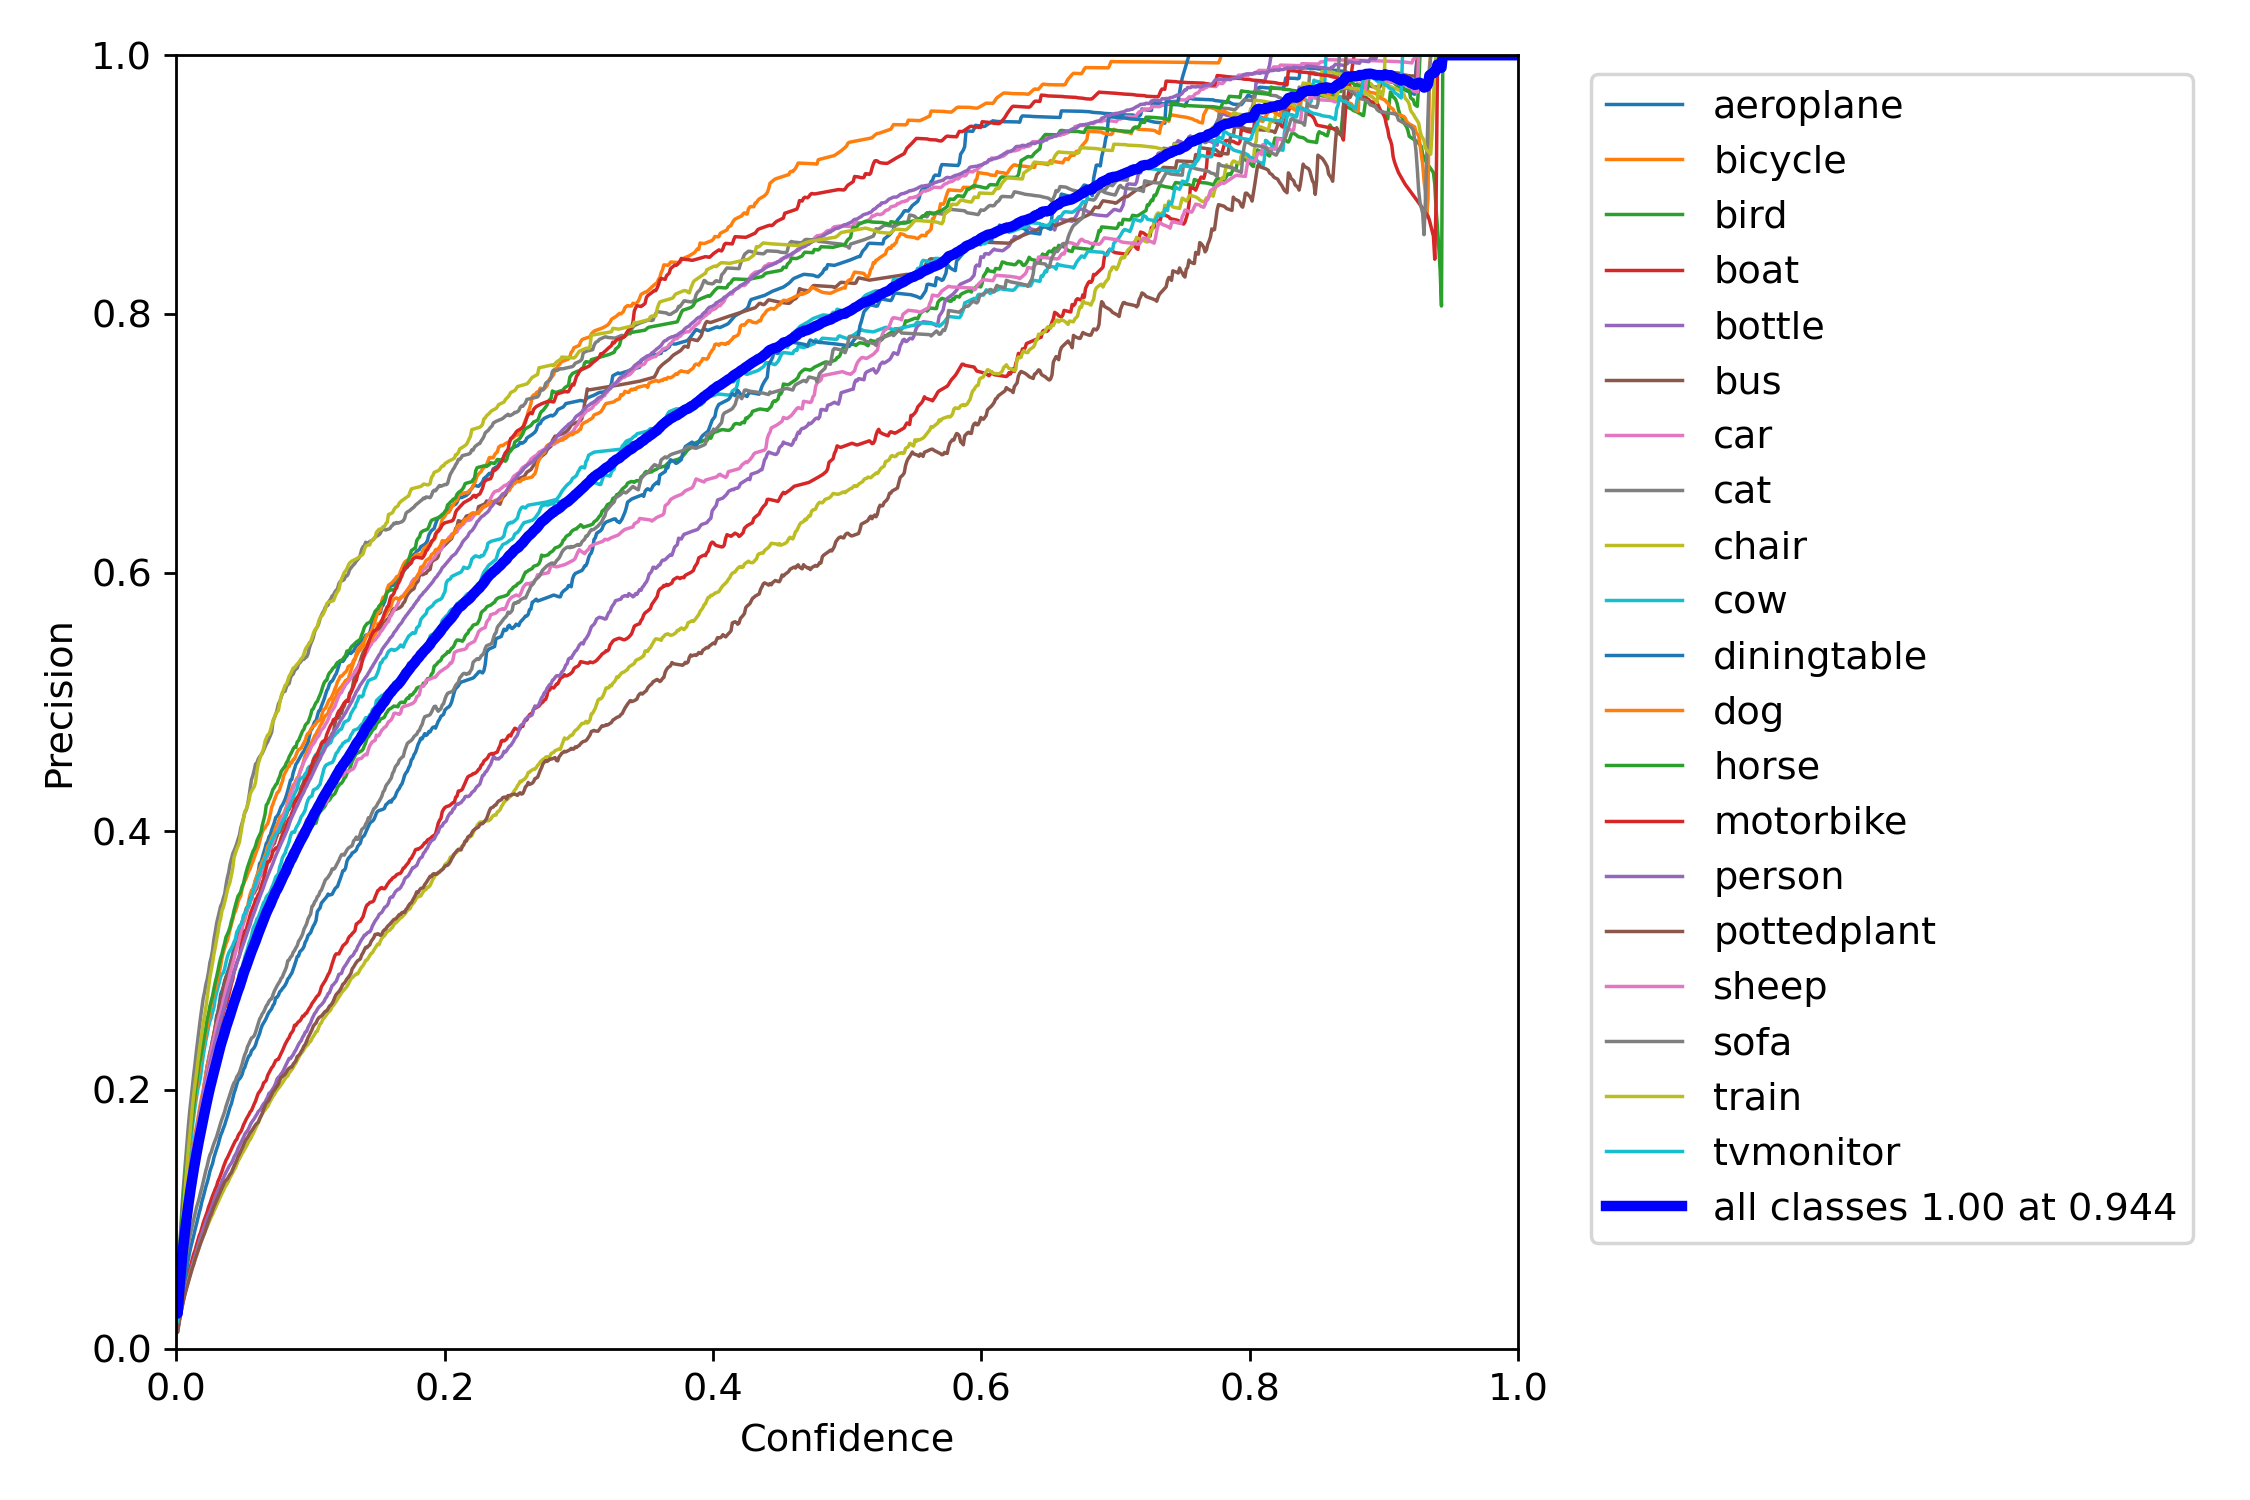 1.0
0.8
0.6
0.4
0.2
0.0
Precision
0.0 0.2 0.4 0.6 0.8 1.0
Confidence
aeroplane
bicycle
bird
boat
bottle
bus
car
cat
chair
cow
diningtable
dog
horse
motorbike
person
pottedplant
sheep
sofa
train
tvmonitor
all classes 1.00 at 0.944